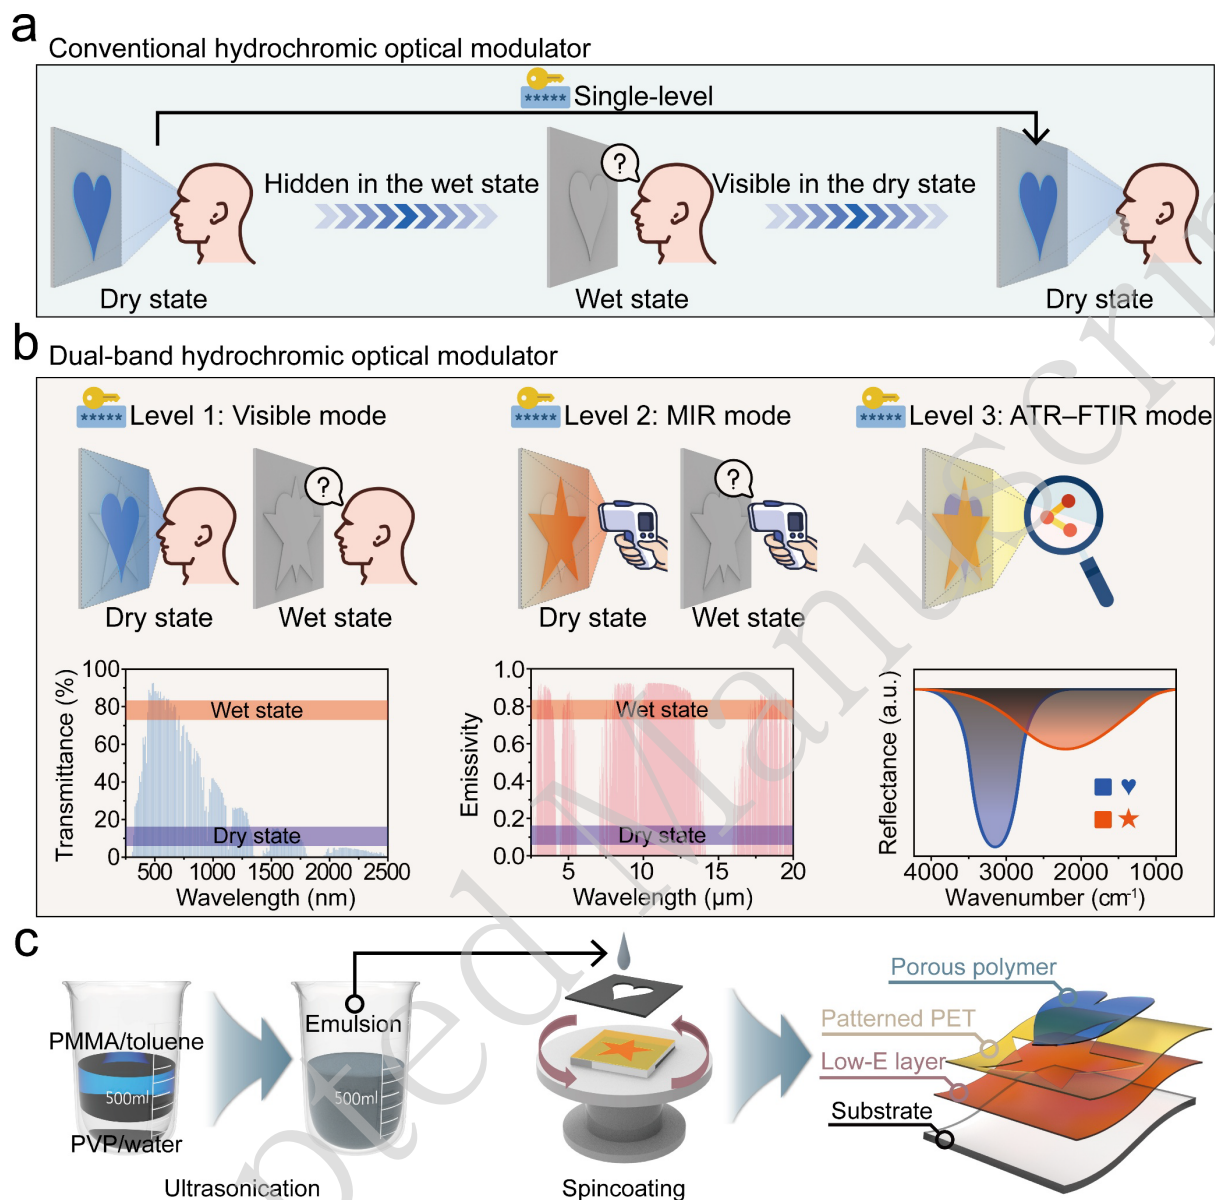 a
Conventional hydrochromic optical modulator
***** Single-level
?
Hidden in the wet state
Visible in the dry state
Dry state
Wet state
Dry state
b
Dual-band hydrochromic optical modulator
***** Level 1: Visible mode
***** Level 2: MIR mode
***** Level 3: ATR–FTIR mode
?
?
Dry state
Wet state
Dry state
Wet state
Transmittance (%)
100
80
60
40
20
0
Wet state
Dry state
500 1000 1500 2000 2500
Wavelength (nm)
Emissivity
1.0
0.8
0.6
0.4
0.2
0.0
Wet state
Dry state
5 10 15 20
Wavelength (μm)
Reflectance (a.u.)
4000 3000 2000 1000
Wavenumber (cm⁻¹)
c
PMMA/toluene
500ml
PVP/water
Emulsion
500ml
Ultrasonication
Spincoating
Porous polymer
Patterned PET
Low-E layer
Substrate
pted Manuscrip